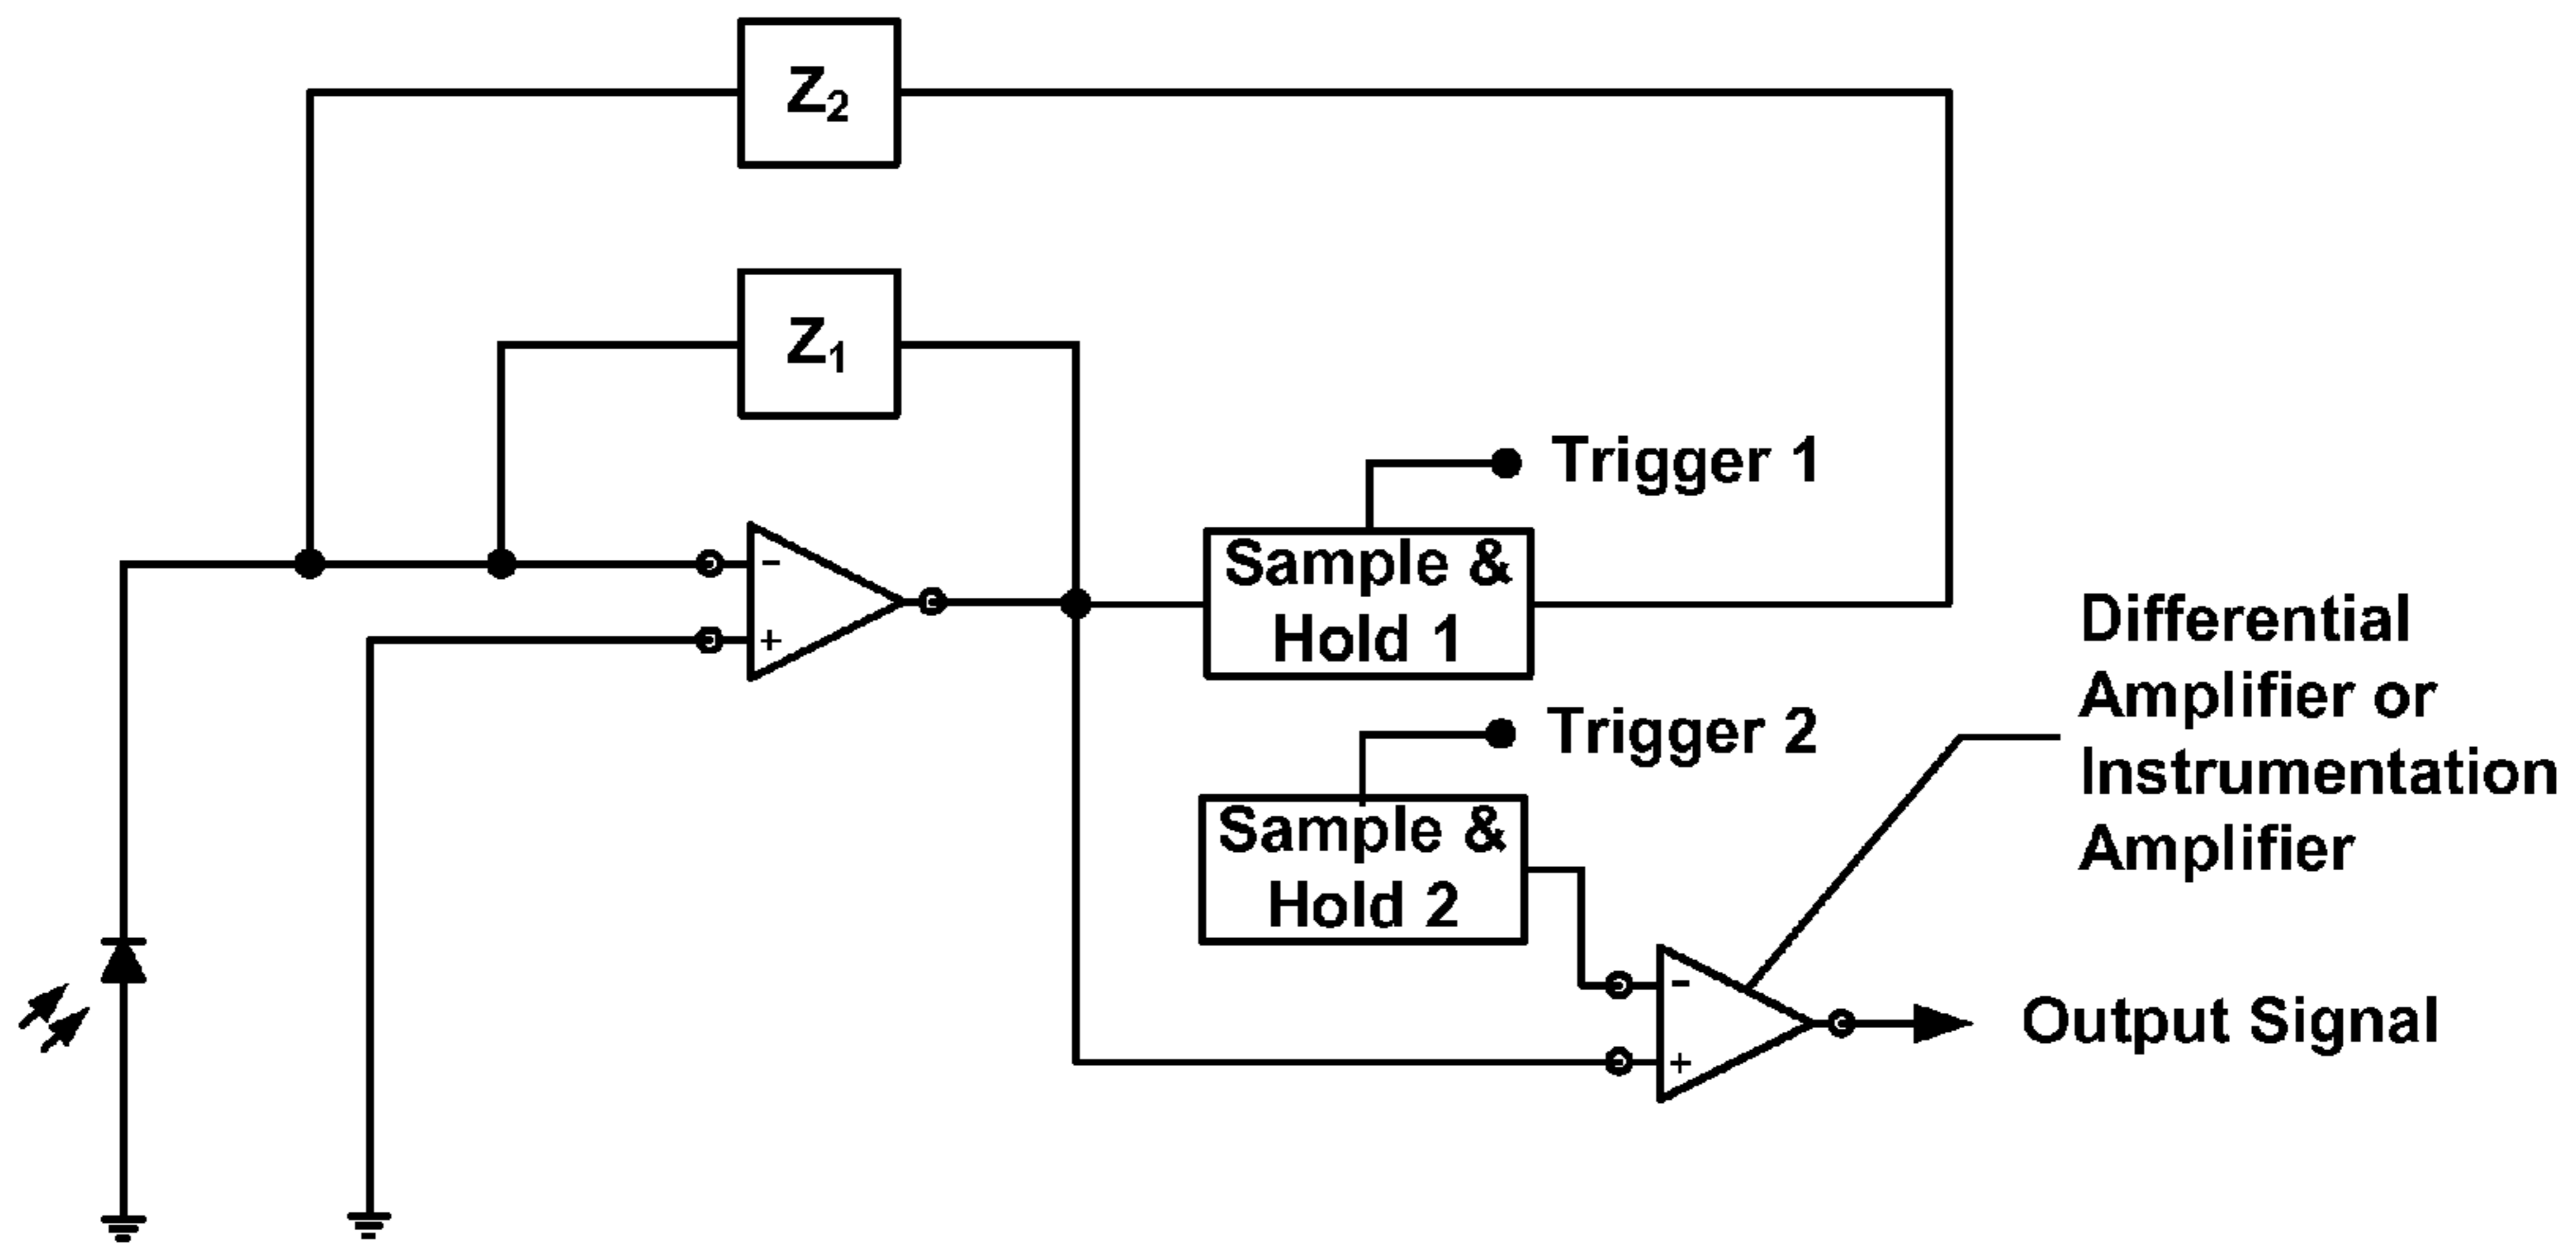 Z₂
Z₁
Trigger 1
-
+
Sample &
Hold 1
Trigger 2
Sample &
Hold 2
Differential
Amplifier or
Instrumentation
Amplifier
-
+
Output Signal